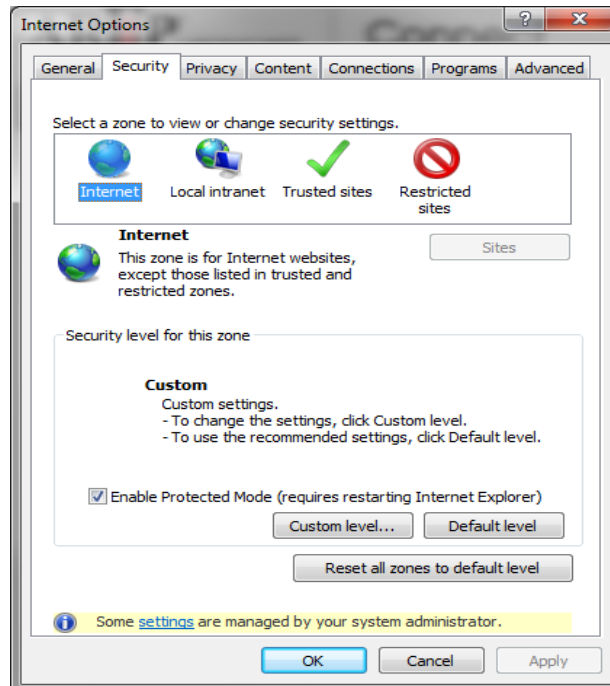 Internet Options
General Security Privacy Content Connections Programs Advanced
Select a zone to view or change security settings.
Internet Local intranet Trusted sites Restricted
sites
Internet
Sites
This zone is for Internet websites,
except those listed in trusted and
restricted zones.
Security level for this zone
Custom
Custom settings.
- To change the settings, click Custom level.
- To use the recommended settings, click Default level.
Enable Protected Mode (requires restarting Internet Explorer)
Custom level... Default level
Reset all zones to default level
Some settings are managed by your system administrator.
OK Cancel Apply